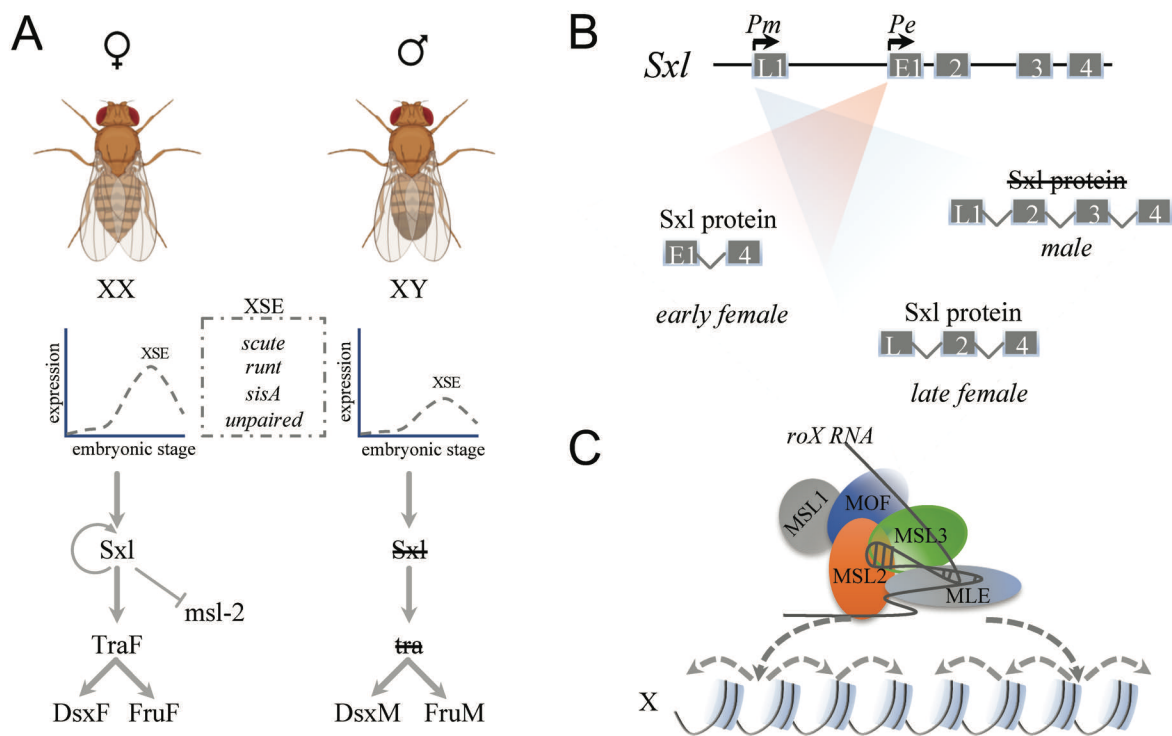 A
♀
♂
XX
XY
XSE
scute
runt
sisA
unpaired
expression
XSE
embryonic stage
expression
XSE
embryonic stage
Sxl
msl-2
TraF
DsxF
FruF
Sxl
tra
DsxM
FruM
B
Pm
Pe
Sxl
L1
E1
2
3
4
Sxl protein
E1
4
early female
Sxl protein
L1
2
3
4
male
Sxl protein
L
2
4
late female
C
roX RNA
MSL1
MOF
MSL3
MSL2
MLE
X